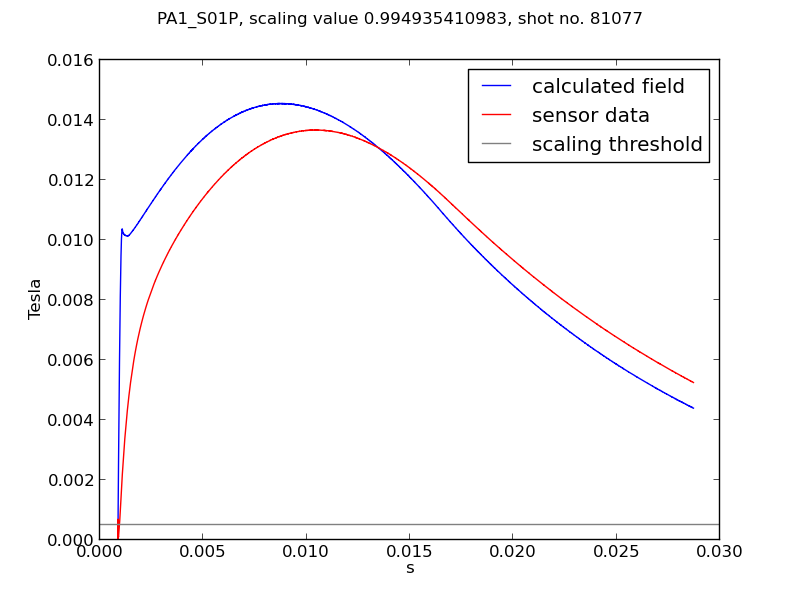 PA1_S01P, scaling value 0.994935410983, shot no. 81077
0.016
0.014
0.012
0.010
0.008
0.006
0.004
0.002
0.000
Tesla
calculated field
sensor data
scaling threshold
0.000 0.005 0.010 0.015 0.020 0.025 0.030
s